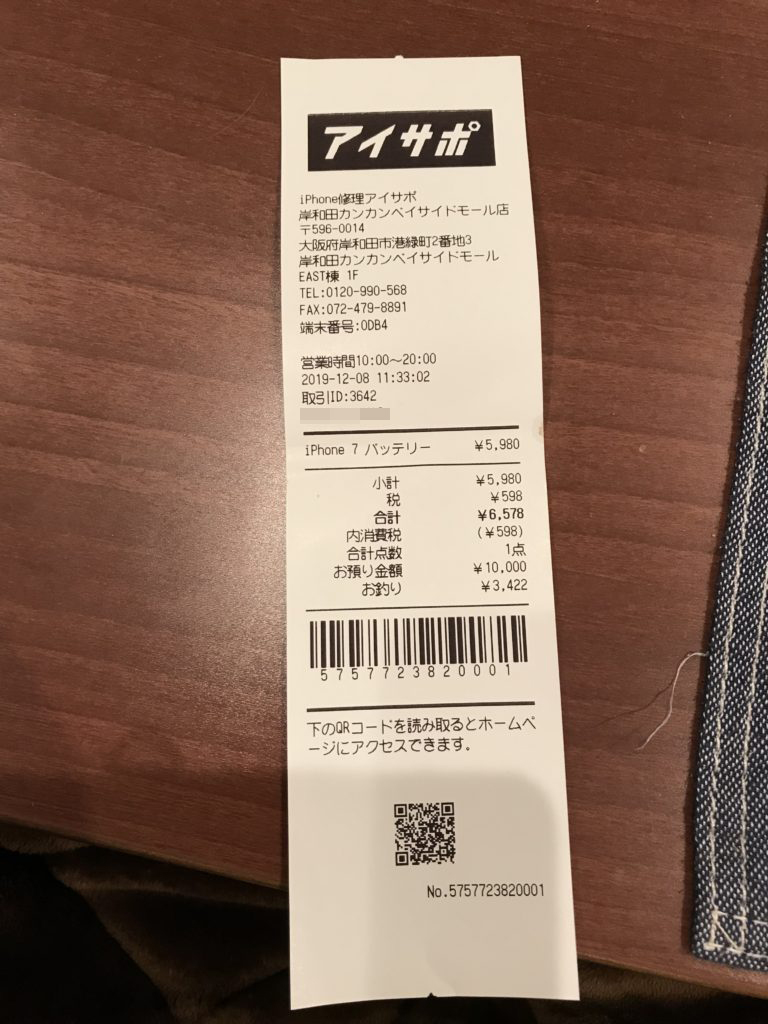 アイサポ
iPhone修理アイサポ
岸和田カンカンベイサイドモール店
〒596-0014
大阪府岸和田市港緑町2番地3
岸和田カンカンベイサイドモール
EAST棟 1F
TEL:0120-990-568
FAX:072-479-8891
端末番号:0DB4
営業時間10:00～20:00
2019-12-08 11:33:02
取引ID:3642
iPhone 7 バッテリー ¥5,980
小計 ¥5,980
税 ¥598
合計 ¥6,578
内消費税 (¥598)
合計点数 1点
お預り金額 ¥10,000
お釣り ¥3,422
5757723820001
下のQRコードを読み取るとホームペ
ージにアクセスできます。
No.5757723820001